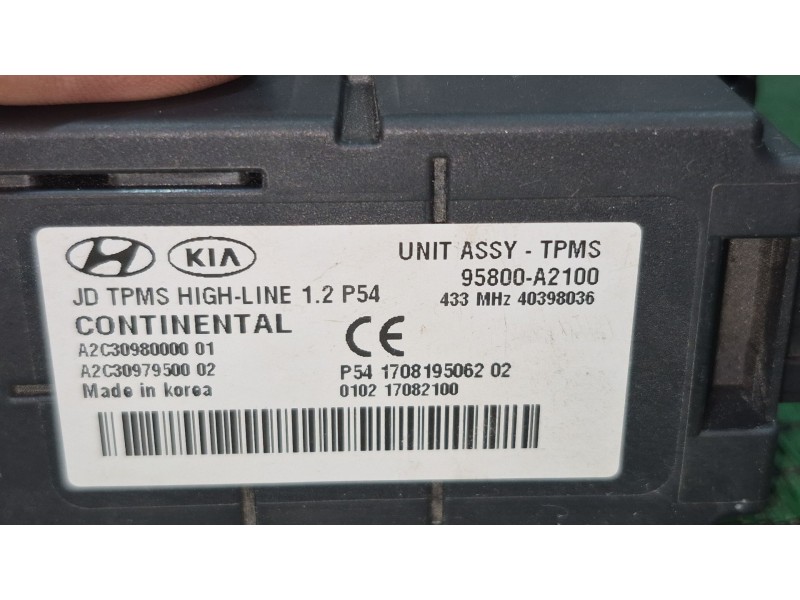 KIA
UNIT ASSY - TPMS
95800-A2100
JD TPMS HIGH-LINE 1.2 P54
433 MHz 40398036
CONTINENTAL
CE
A2C30980000 01
A2C30979500 02
P54 1708195062 02
Made in korea
0102 17082100